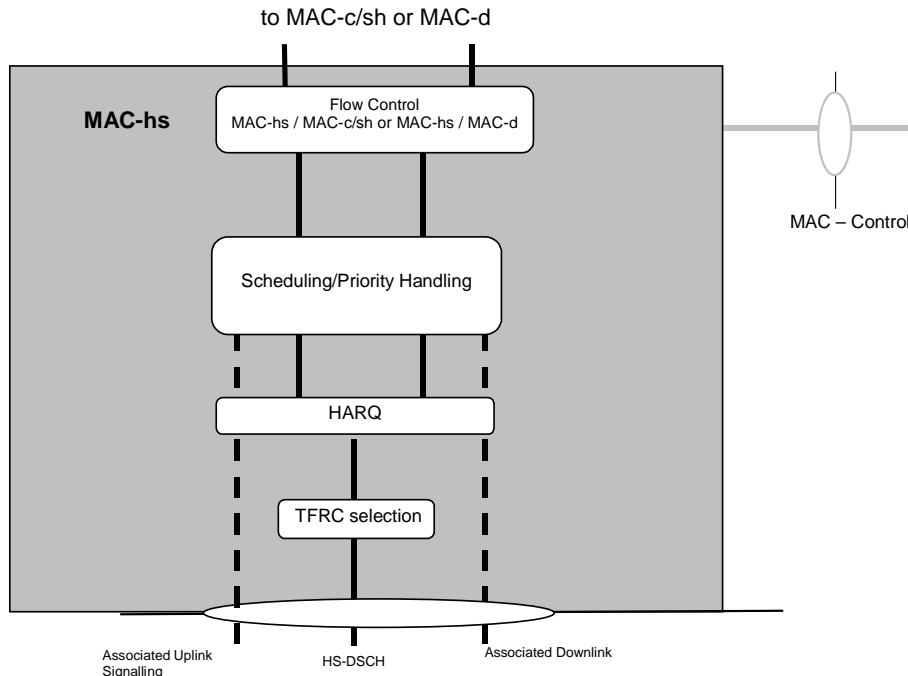 to MAC-c/sh or MAC-d
MAC-hs
Flow Control
MAC-hs / MAC-c/sh or MAC-hs / MAC-d
MAC – Control
Scheduling/Priority Handling
HARQ
TFRC selection
Associated Uplink
Signalling
HS-DSCH
Associated Downlink